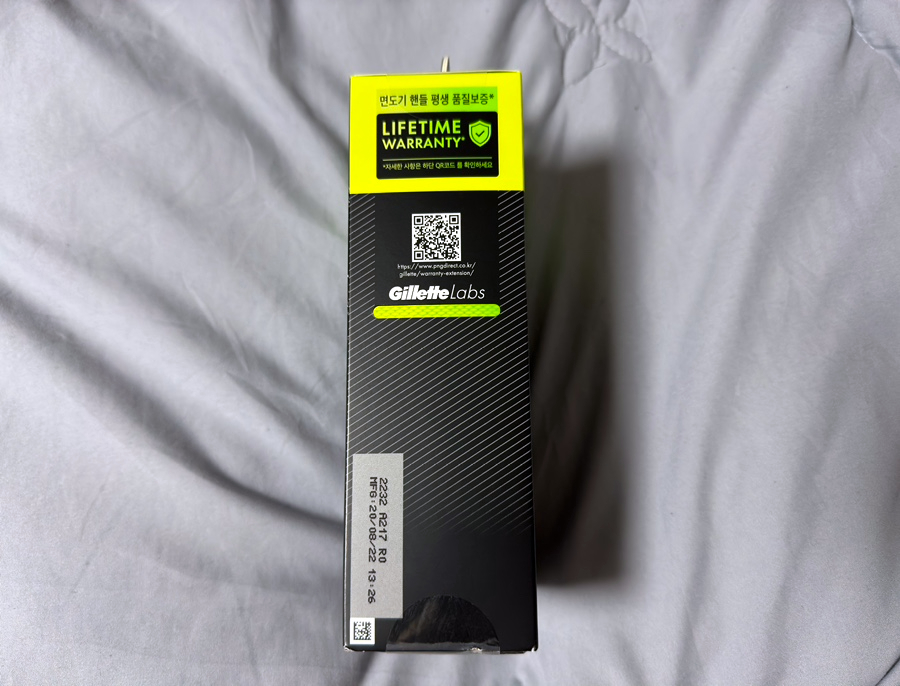 면도기 핸들 평생 품질보증*
LIFETIME
WARRANTY*
*자세한 사항은 하단 QR코드 를 확인하세요
https://www.pngdirect.co.kr/
gillette/warranty-extension/
Gillette Labs
2232 A217 R0
MFG:20/08/22 13:26